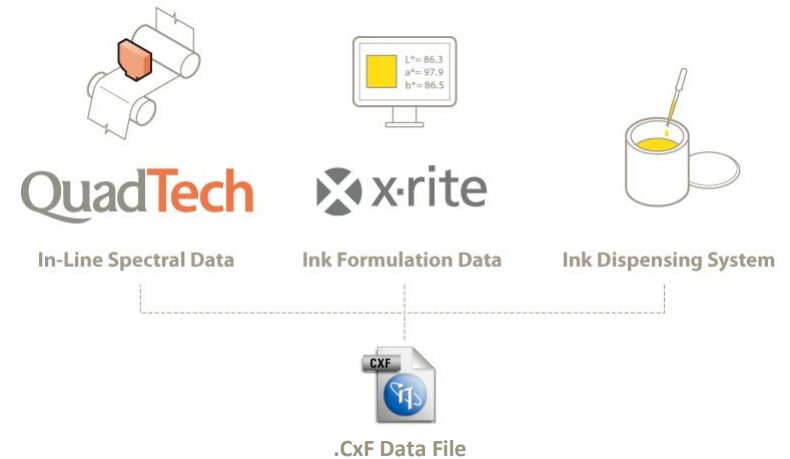 L*= 86.3
a*= 97.9
b*= 86.5
QuadTech
x·rite
In-Line Spectral Data
Ink Formulation Data
Ink Dispensing System
CXF
.CxF Data File